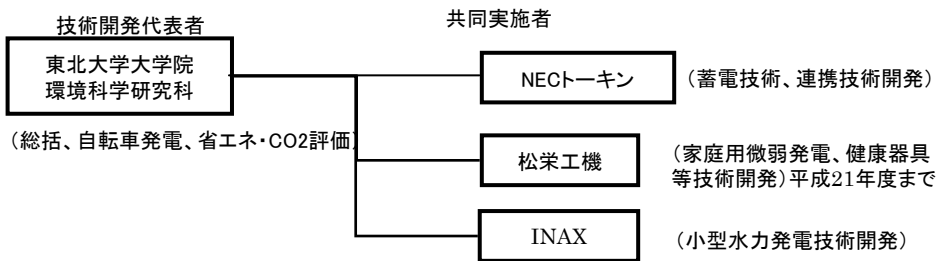 技術開発代表者
共同実施者
東北大学大学院
環境科学研究科
(総括、自転車発電、省エネ・CO2評価)
NECトーキン
(蓄電技術、連携技術開発)
松栄工機
(家庭用微弱発電、健康器具
等技術開発)平成21年度まで
INAX
(小型水力発電技術開発)